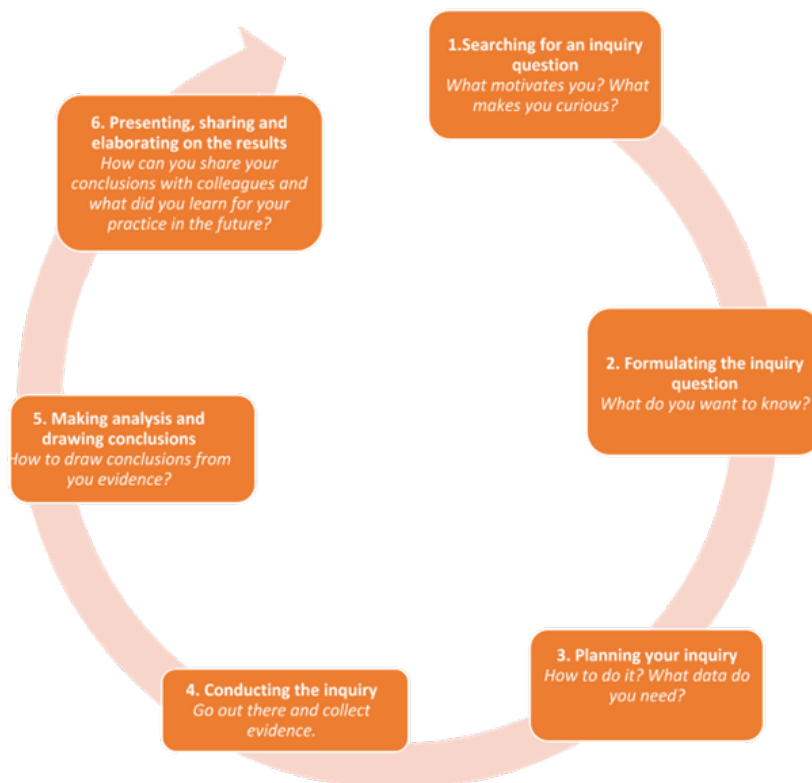 1.Searching for an inquiry
question
What motivates you? What
makes you curious?
2. Formulating the inquiry
question
What do you want to know?
3. Planning your inquiry
How to do it? What data do
you need?
4. Conducting the inquiry
Go out there and collect
evidence.
5. Making analysis and
drawing conclusions
How to draw conclusions from
you evidence?
6. Presenting, sharing and
elaborating on the results
How can you share your
conclusions with colleagues and
what did you learn for your
practice in the future?